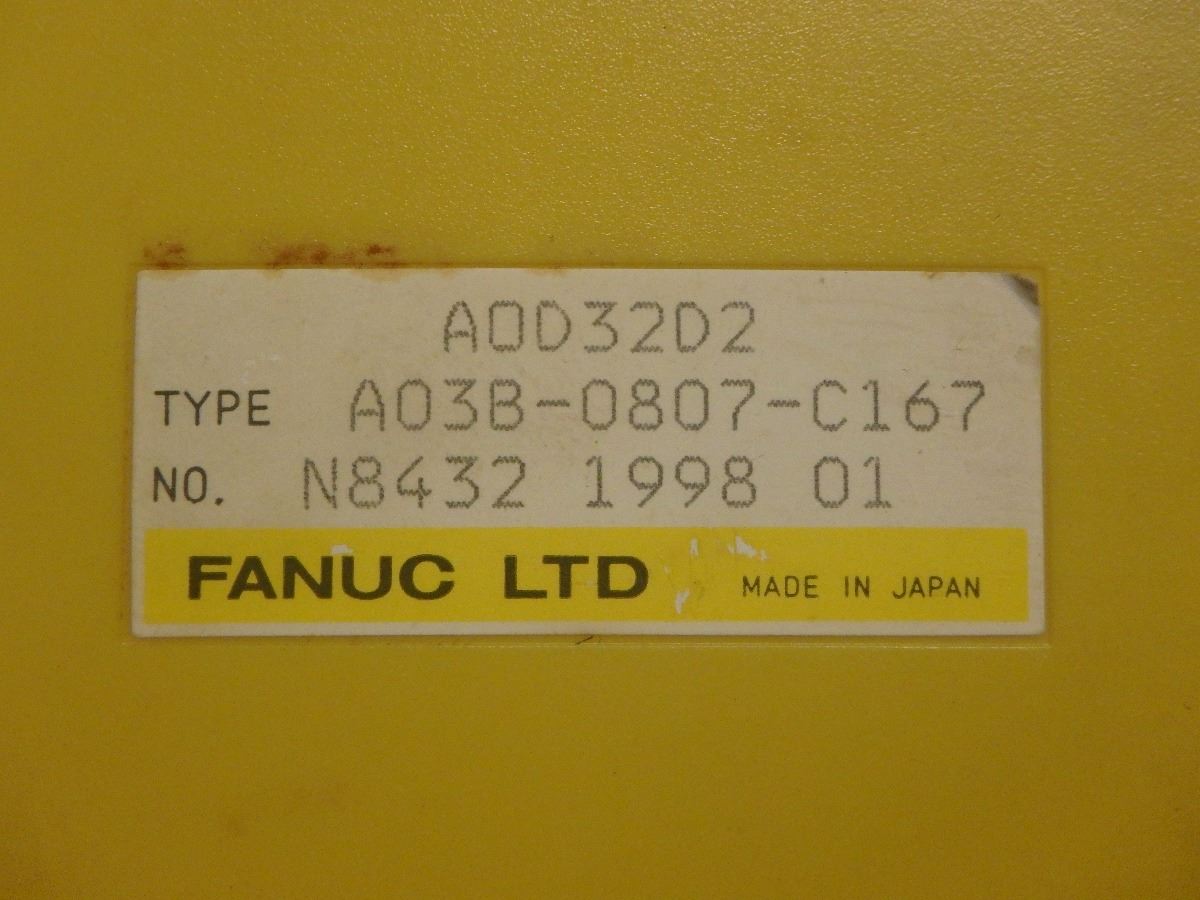 AOD32D2
TYPE A03B-0807-C167
NO. N8432 1998 01
FANUC LTD MADE IN JAPAN